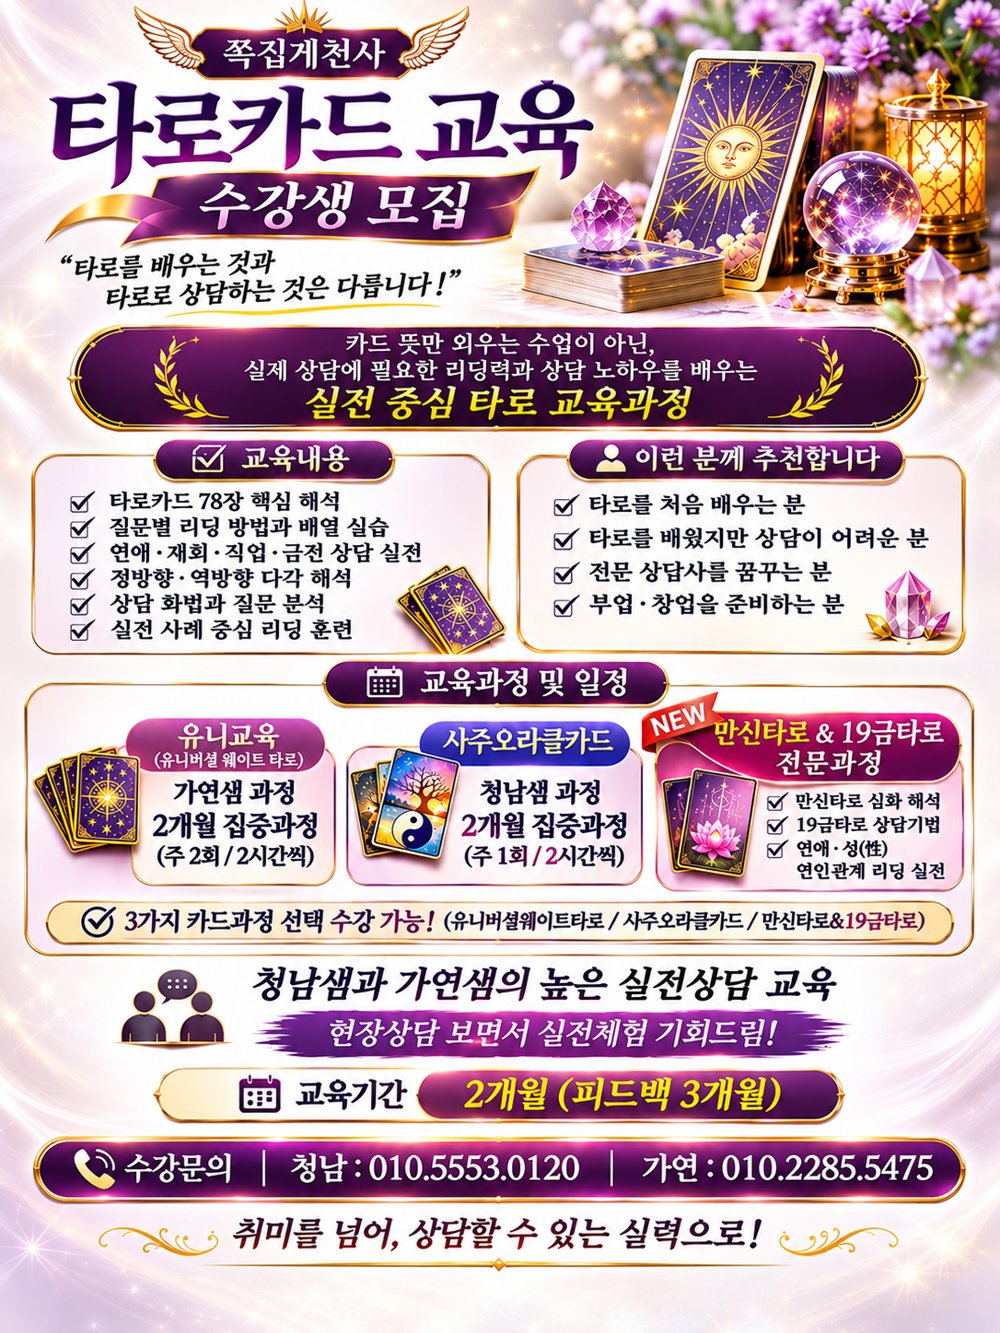 쪽집게천사
타로카드 교육
수강생 모집
“타로를 배우는 것과
타로로 상담하는 것은 다릅니다!”
카드 뜻만 외우는 수업이 아닌,
실제 상담에 필요한 리딩력과 상담 노하우를 배우는
실전 중심 타로 교육과정
교육내용
타로카드 78장 핵심 해석
질문별 리딩 방법과 배열 실습
연애·재회·직업·금전 상담 실전
정방향·역방향 다각 해석
상담 화법과 질문 분석
실전 사례 중심 리딩 훈련
이런 분께 추천합니다
타로를 처음 배우는 분
타로를 배웠지만 상담이 어려운 분
전문 상담사를 꿈꾸는 분
부업·창업을 준비하는 분
교육과정 및 일정
유니교육
(유니버셜 웨이트 타로)
가연샘 과정
2개월 집중과정
(주 2회 / 2시간씩)
사주오라클카드
청남샘 과정
2개월 집중과정
(주 1회 / 2시간씩)
NEW
만신타로 & 19금타로
전문과정
만신타로 심화 해석
19금타로 상담기법
연애·성(性)
연인관계 리딩 실전
3가지 카드과정 선택 수강 가능! (유니버셜웨이트타로 / 사주오라클카드 / 만신타로&19금타로)
청남샘과 가연샘의 높은 실전상담 교육
현장상담 보면서 실전체험 기회드림!
교육기간 2개월 (피드백 3개월)
수강문의 | 청남 : 010.5553.0120 | 가연 : 010.2285.5475
취미를 넘어, 상담할 수 있는 실력으로!